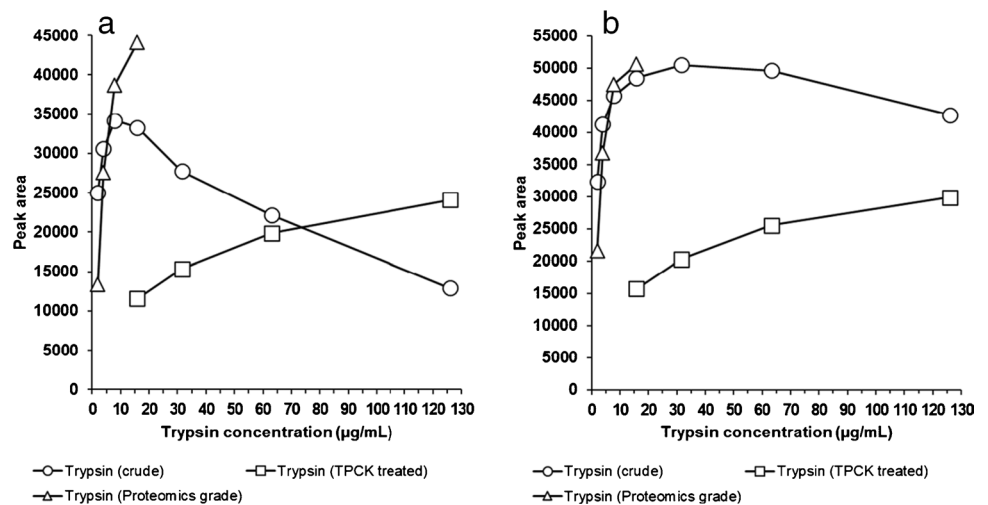 a
45000
40000
35000
30000
25000
20000
15000
10000
5000
0
Peak area
0 10 20 30 40 50 60 70 80 90 100 110 120 130
Trypsin concentration (µg/mL)
Trypsin (crude)
Trypsin (TPCK treated)
Trypsin (Proteomics grade)
b
55000
50000
45000
40000
35000
30000
25000
20000
15000
10000
5000
0
Peak area
0 10 20 30 40 50 60 70 80 90 100 110 120 130
Trypsin concentration (µg/mL)
Trypsin (crude)
Trypsin (TPCK treated)
Trypsin (Proteomics grade)